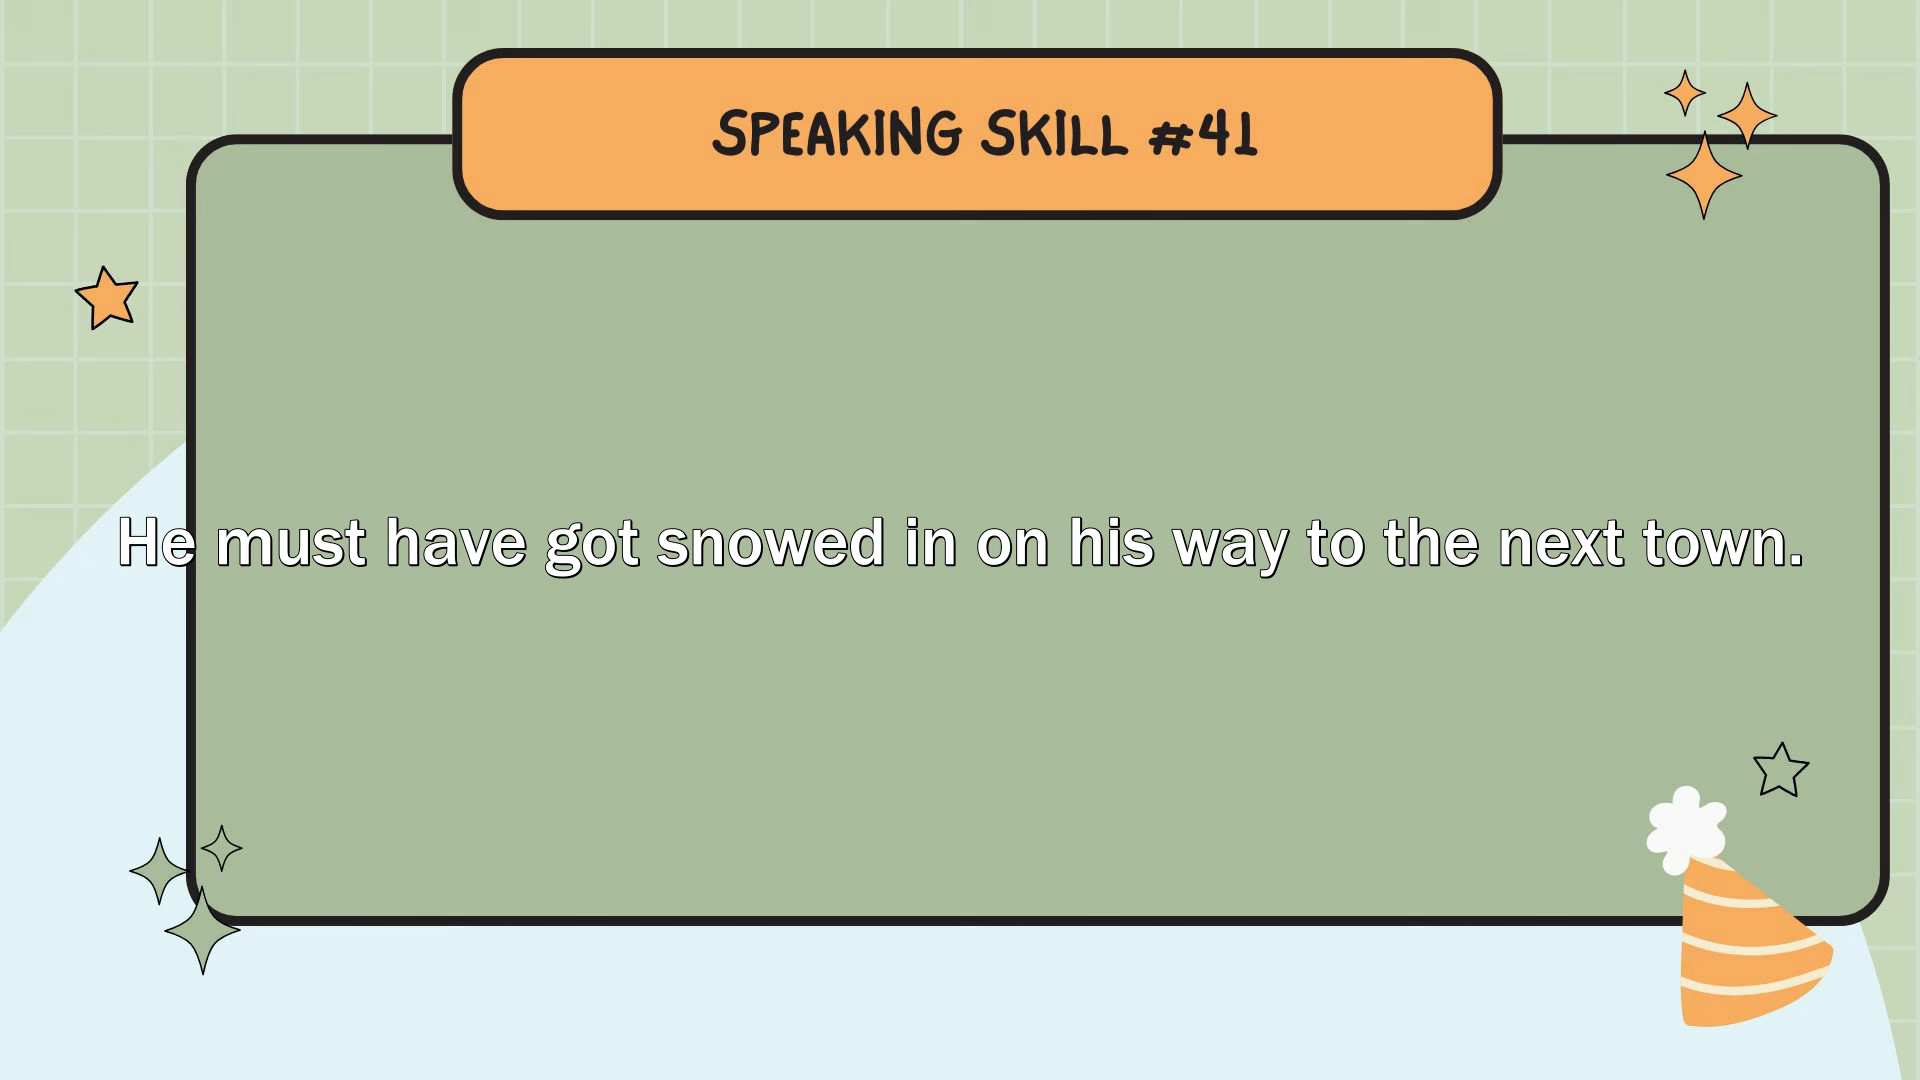 SPEAKING SKILL #41
He must have got snowed in on his way to the next town.